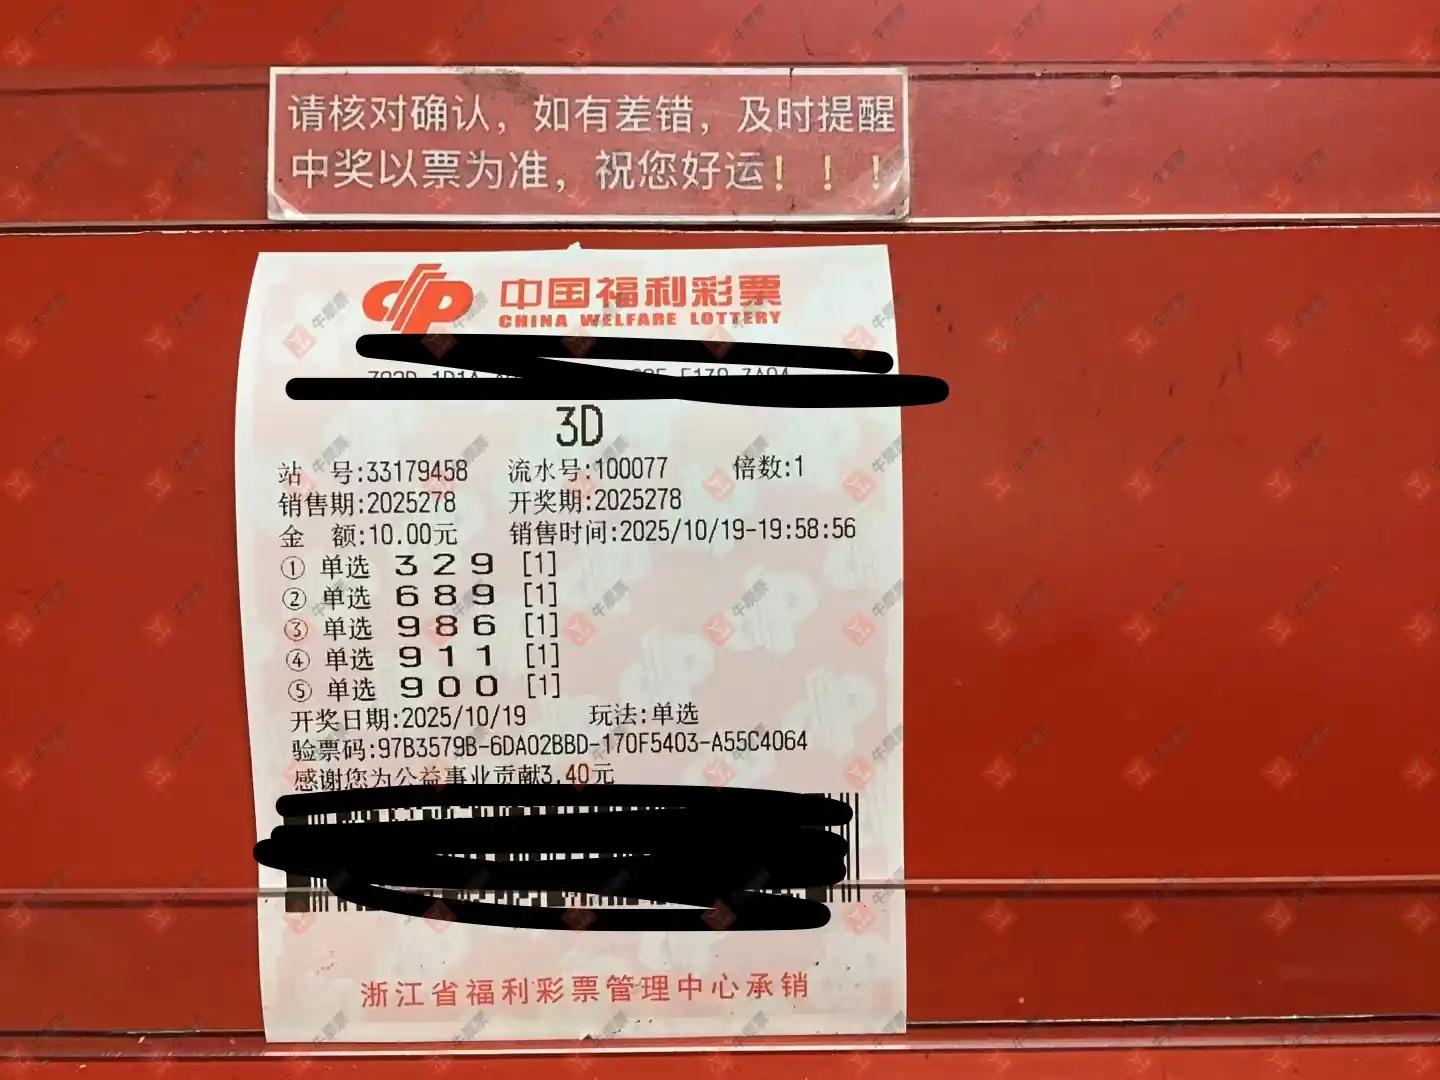 请核对确认，如有差错，及时提醒
中奖以票为准，祝您好运！！！
中国福利彩票
CHINA WELFARE LOTTERY
3D
站 号:33179458 流水号:100077 倍数:1
销售期:2025278 开奖期:2025278
金 额:10.00元 销售时间:2025/10/19-19:58:56
① 单选 3 2 9 [1]
② 单选 6 8 9 [1]
③ 单选 9 8 6 [1]
④ 单选 9 1 1 [1]
⑤ 单选 9 0 0 [1]
开奖日期:2025/10/19 玩法:单选
验票码:97B3579B-6DA02BBD-170F5403-A55C4064
感谢您为公益事业贡献3.40元
浙江省福利彩票管理中心承销